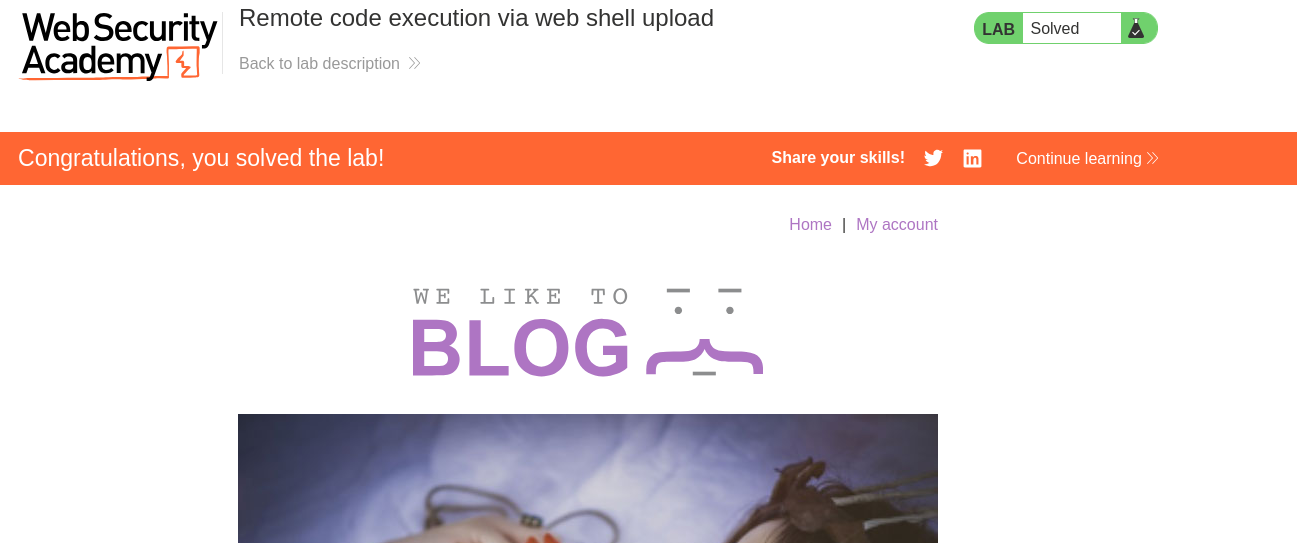 Web Security
Academy
Remote code execution via web shell upload
Back to lab description
LAB Solved
Congratulations, you solved the lab!
Share your skills!
Continue learning
Home | My account
WE LIKE TO
BLOG